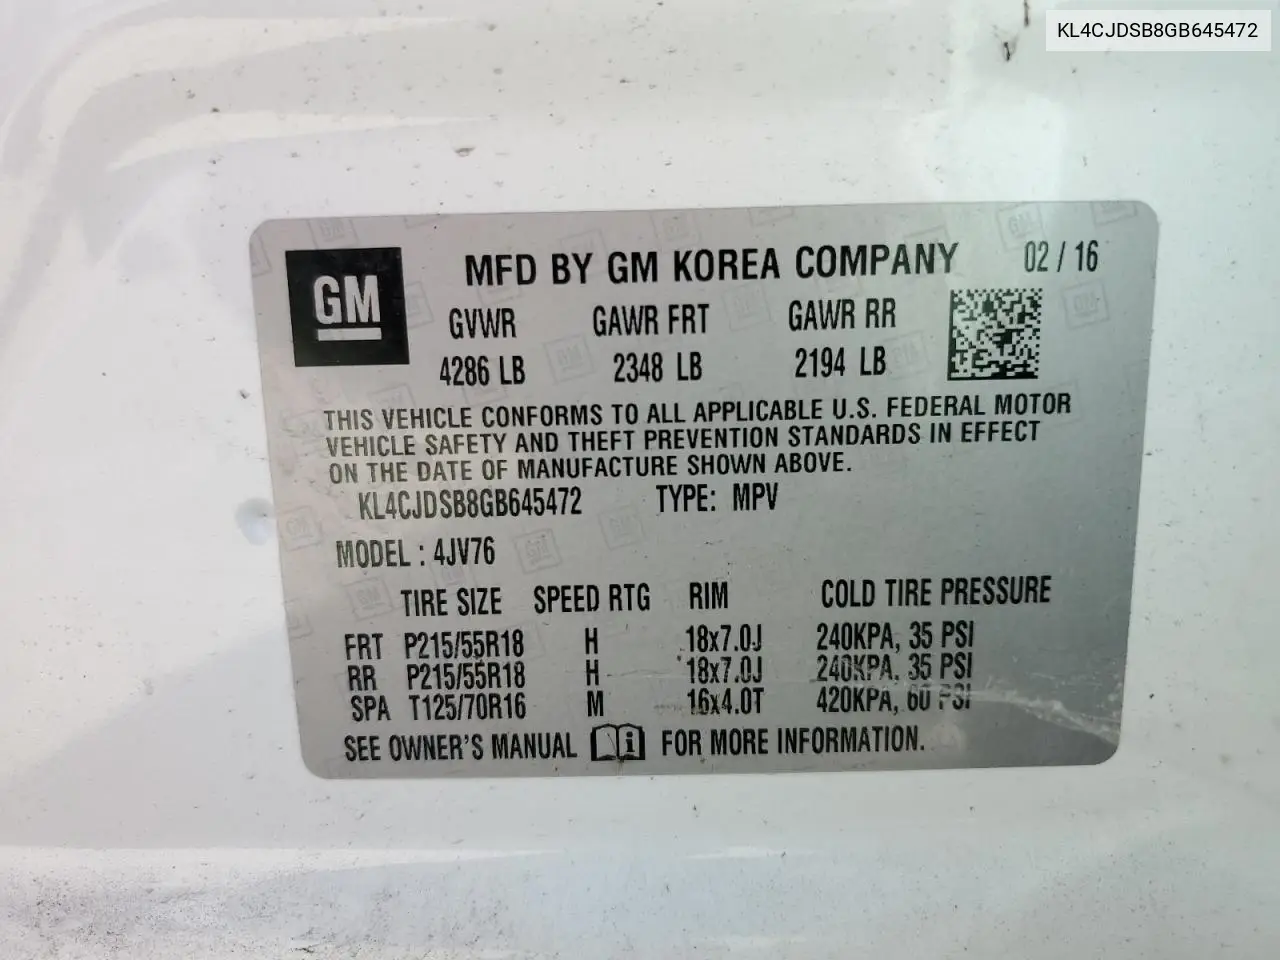 KL4CJDSB8GB645472
GM
MFD BY GM KOREA COMPANY 02 / 16
GVWR GAWR FRT GAWR RR
4286 LB 2348 LB 2194 LB
THIS VEHICLE CONFORMS TO ALL APPLICABLE U.S. FEDERAL MOTOR
VEHICLE SAFETY AND THEFT PREVENTION STANDARDS IN EFFECT
ON THE DATE OF MANUFACTURE SHOWN ABOVE.
KL4CJDSB8GB645472 TYPE: MPV
MODEL : 4JV76
TIRE SIZE SPEED RTG RIM COLD TIRE PRESSURE
FRT P215/55R18 H 18x7.0J 240KPA, 35 PSI
RR P215/55R18 H 18x7.0J 240KPA, 35 PSI
SPA T125/70R16 M 16x4.0T 420KPA, 60 PSI
SEE OWNER'S MANUAL i FOR MORE INFORMATION.